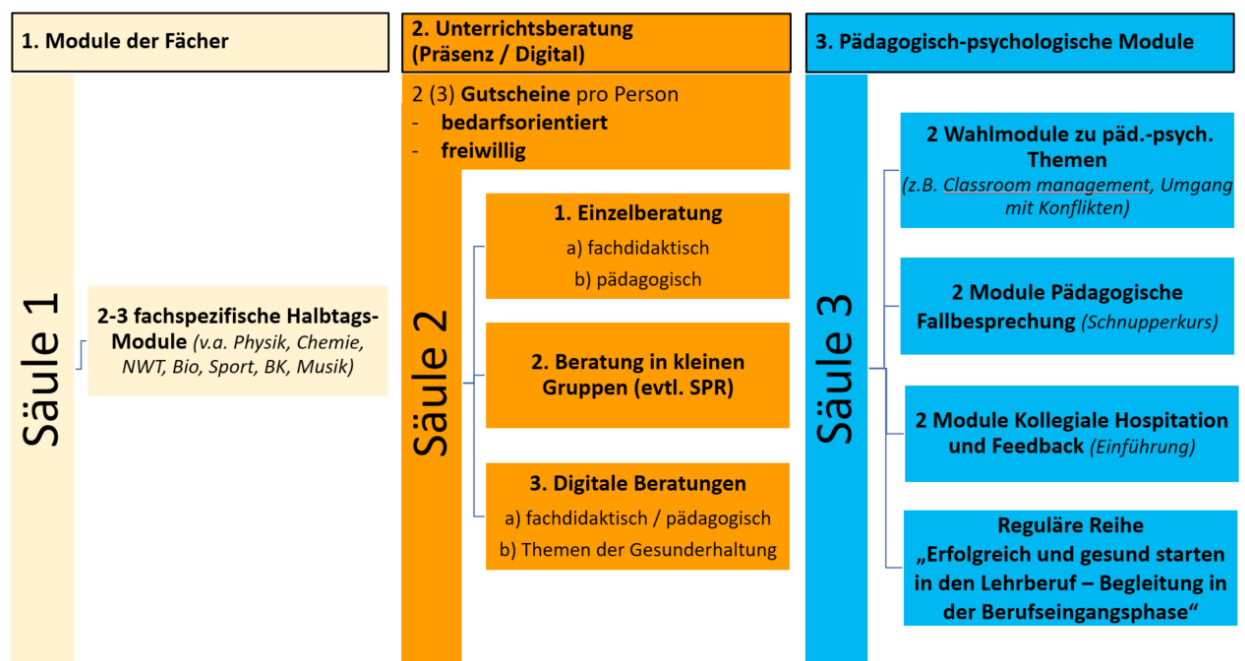 1. Module der Fächer
Säule 1
2-3 fachspezifische Halbtags-
Module (v.a. Physik, Chemie,
NWT, Bio, Sport, BK, Musik)
2. Unterrichtsberatung
(Präsenz / Digital)
2 (3) Gutscheine pro Person
- bedarfsorientiert
- freiwillig
Säule 2
1. Einzelberatung
a) fachdidaktisch
b) pädagogisch
2. Beratung in kleinen
Gruppen (evtl. SPR)
3. Digitale Beratungen
a) fachdidaktisch / pädagogisch
b) Themen der Gesunderhaltung
3. Pädagogisch-psychologische Module
Säule 3
2 Wahlmodule zu päd.-psych.
Themen
(z.B. Classroom management, Umgang
mit Konflikten)
2 Module Pädagogische
Fallbesprechung (Schnupperkurs)
2 Module Kollegiale Hospitation
und Feedback (Einführung)
Reguläre Reihe
„Erfolgreich und gesund starten
in den Lehrberuf – Begleitung in
der Berufseingangsphase“